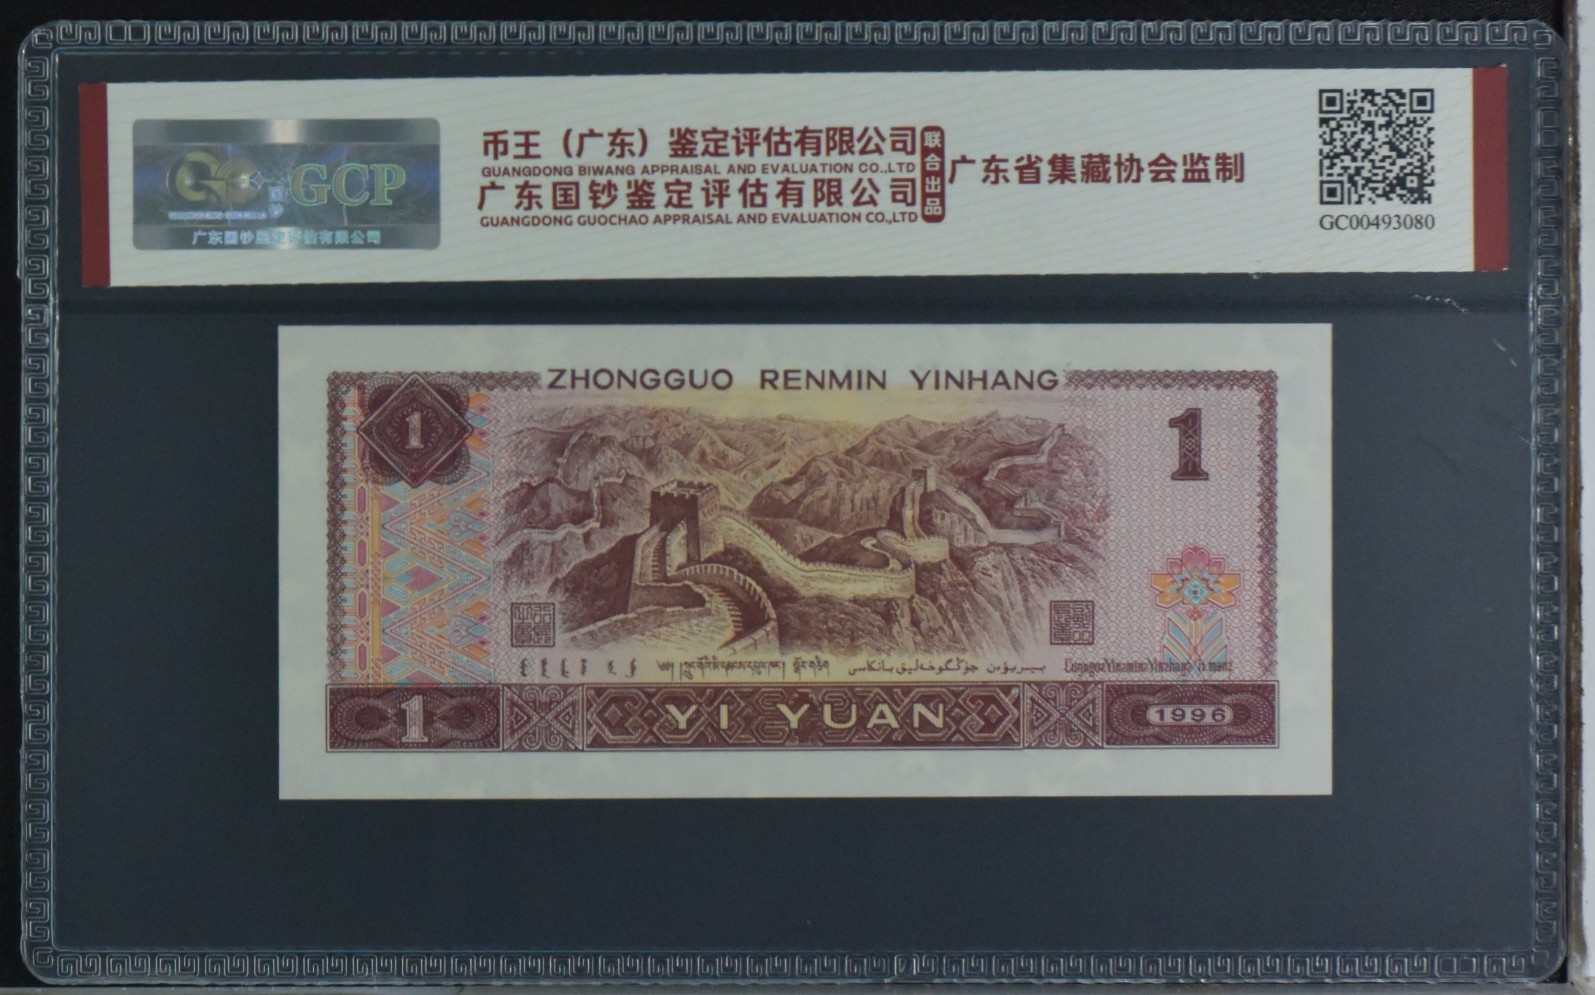 GCP
广东国钞鉴定评估有限公司
币王（广东）鉴定评估有限公司
GUANGDONG BIWANG APPRAISAL AND EVALUATION CO.,LTD
广东国钞鉴定评估有限公司
GUANGDONG GUOCHAO APPRAISAL AND EVALUATION CO.,LTD
联合出品
广东省集藏协会监制
GC00493080
ZHONGGUO RENMIN YINHANG
1
1
1
YI YUAN
1996